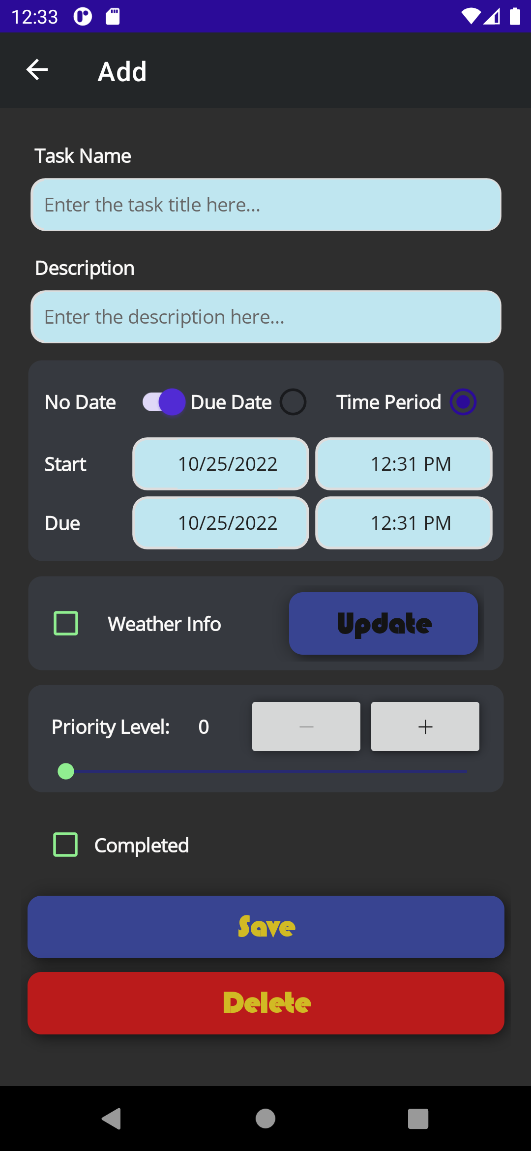 12:33
Add
Task Name
Enter the task title here...
Description
Enter the description here...
No Date Due Date Time Period
Start 10/25/2022 12:31 PM
Due 10/25/2022 12:31 PM
Weather Info Update
Priority Level: 0 − +
Completed
Save
Delete